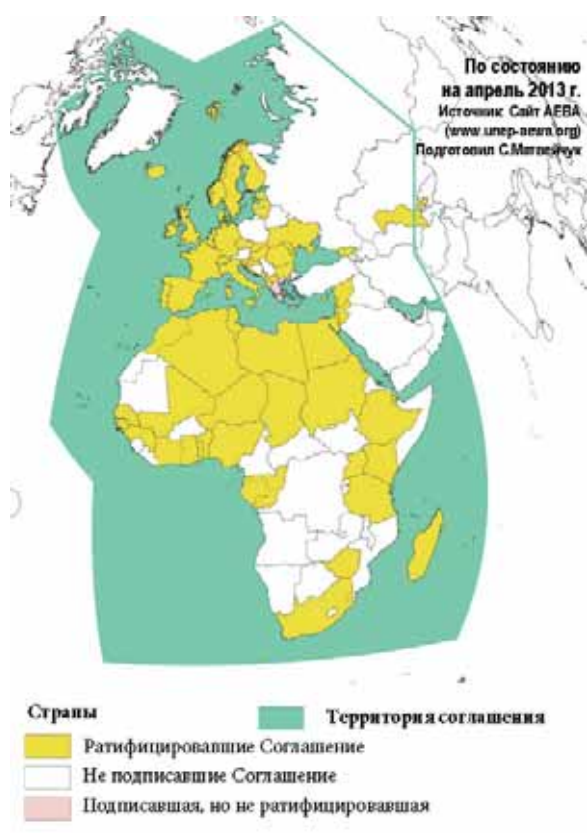 По состоянию
на апрель 2013 г.
Источник: Сайт АЕВА
(www.unep-aewa.org)
Подготовил С.Матвейчук
Страны
Территория соглашения
Ратифицировавшие Соглашение
Не подписавшие Соглашение
Подписавшая, но не ратифицировавшая